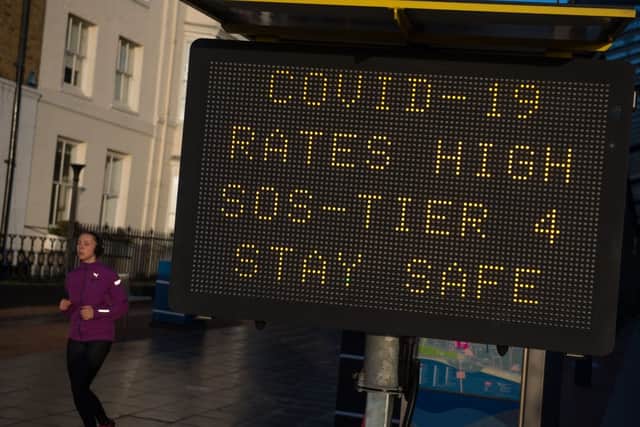 COVID-19
RATES HIGH
SOS-TIER 4
STAY SAFE